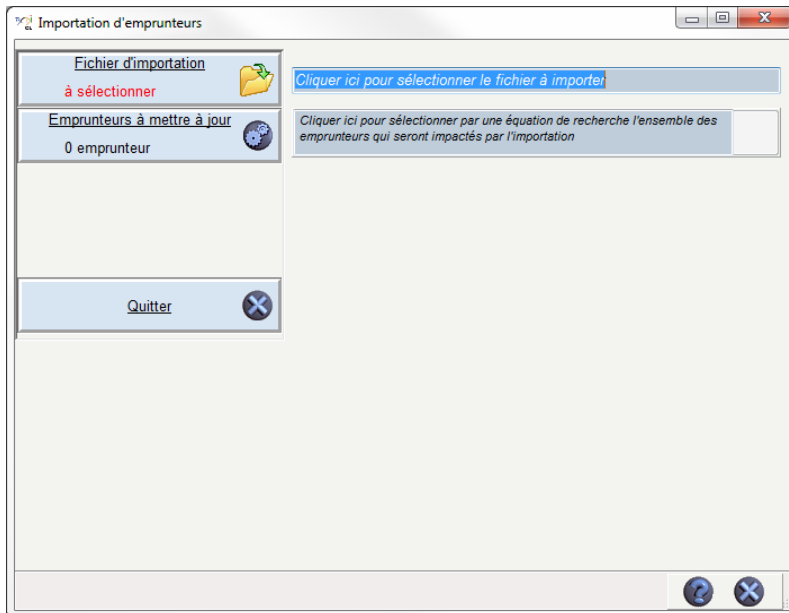 Importation d'emprunteurs
Fichier d'importation
à sélectionner
Cliquer ici pour sélectionner le fichier à importer
Emprunteurs à mettre à jour
0 emprunteur
Cliquer ici pour sélectionner par une équation de recherche l'ensemble des
emprunteurs qui seront impactés par l'importation
Quitter